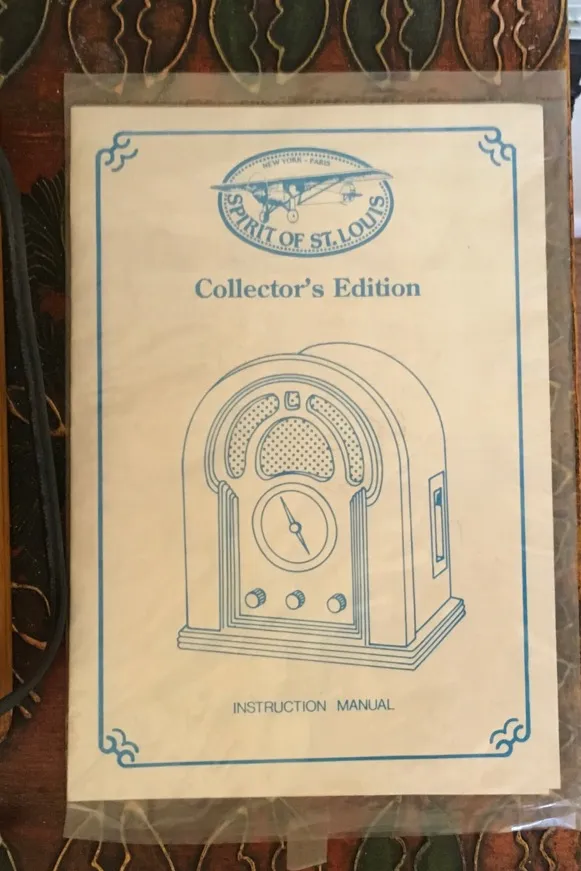 NEW YORK - PARIS
SPIRIT OF ST. LOUIS
Collector's Edition
INSTRUCTION MANUAL